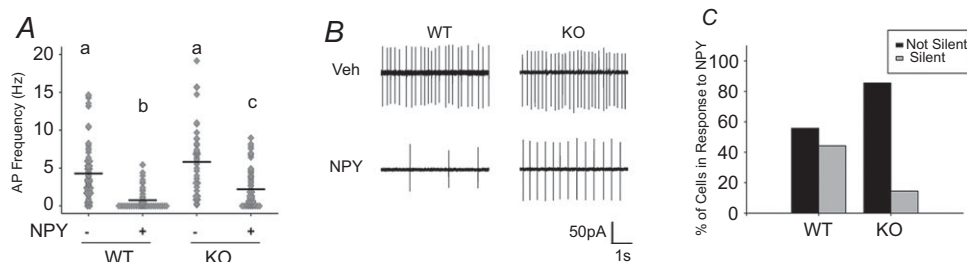 A
AP Frequency (Hz)
20
15
10
5
0
a
b
a
c
NPY - + - +
WT KO
B
WT KO
Veh
NPY
50pA
1s
C
Not Silent
Silent
% of Cells in Response to NPY
100
80
60
40
20
0
WT KO